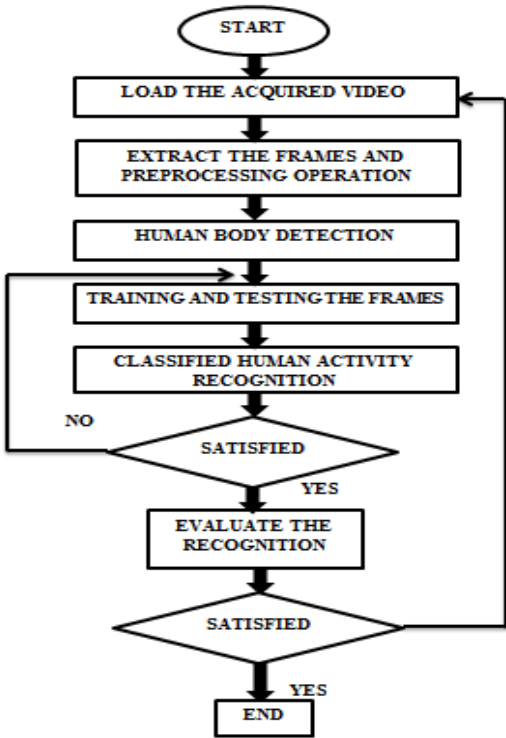 START
LOAD THE ACQUIRED VIDEO
EXTRACT THE FRAMES AND
PREPROCESSING OPERATION
HUMAN BODY DETECTION
TRAINING AND TESTING THE FRAMES
CLASSIFIED HUMAN ACTIVITY
RECOGNITION
NO
SATISFIED
YES
EVALUATE THE
RECOGNITION
SATISFIED
YES
END